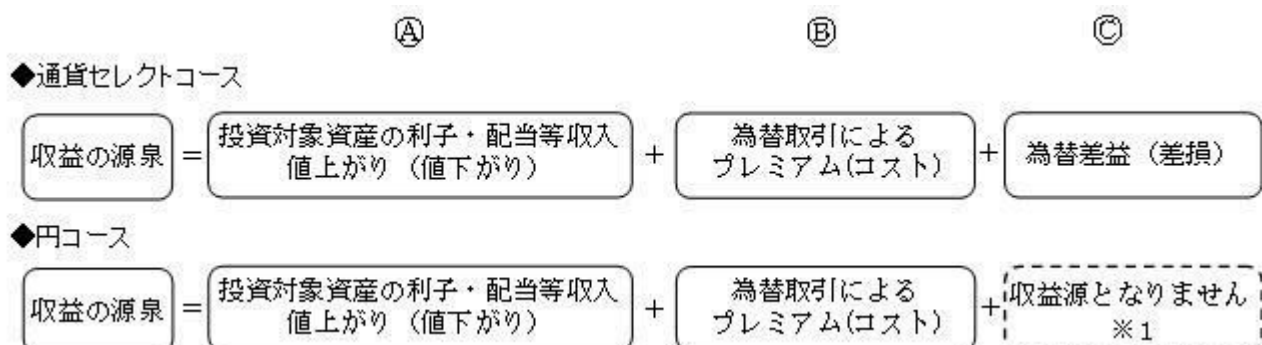 Ⓐ Ⓑ Ⓒ
◆通貨セレクトコース
収益の源泉 = 投資対象資産の利子・配当等収入 値上がり（値下がり） + 為替取引による プレミアム(コスト) + 為替差益（差損）
◆円コース
収益の源泉 = 投資対象資産の利子・配当等収入 値上がり（値下がり） + 為替取引による プレミアム(コスト) + 収益源となりません ※1